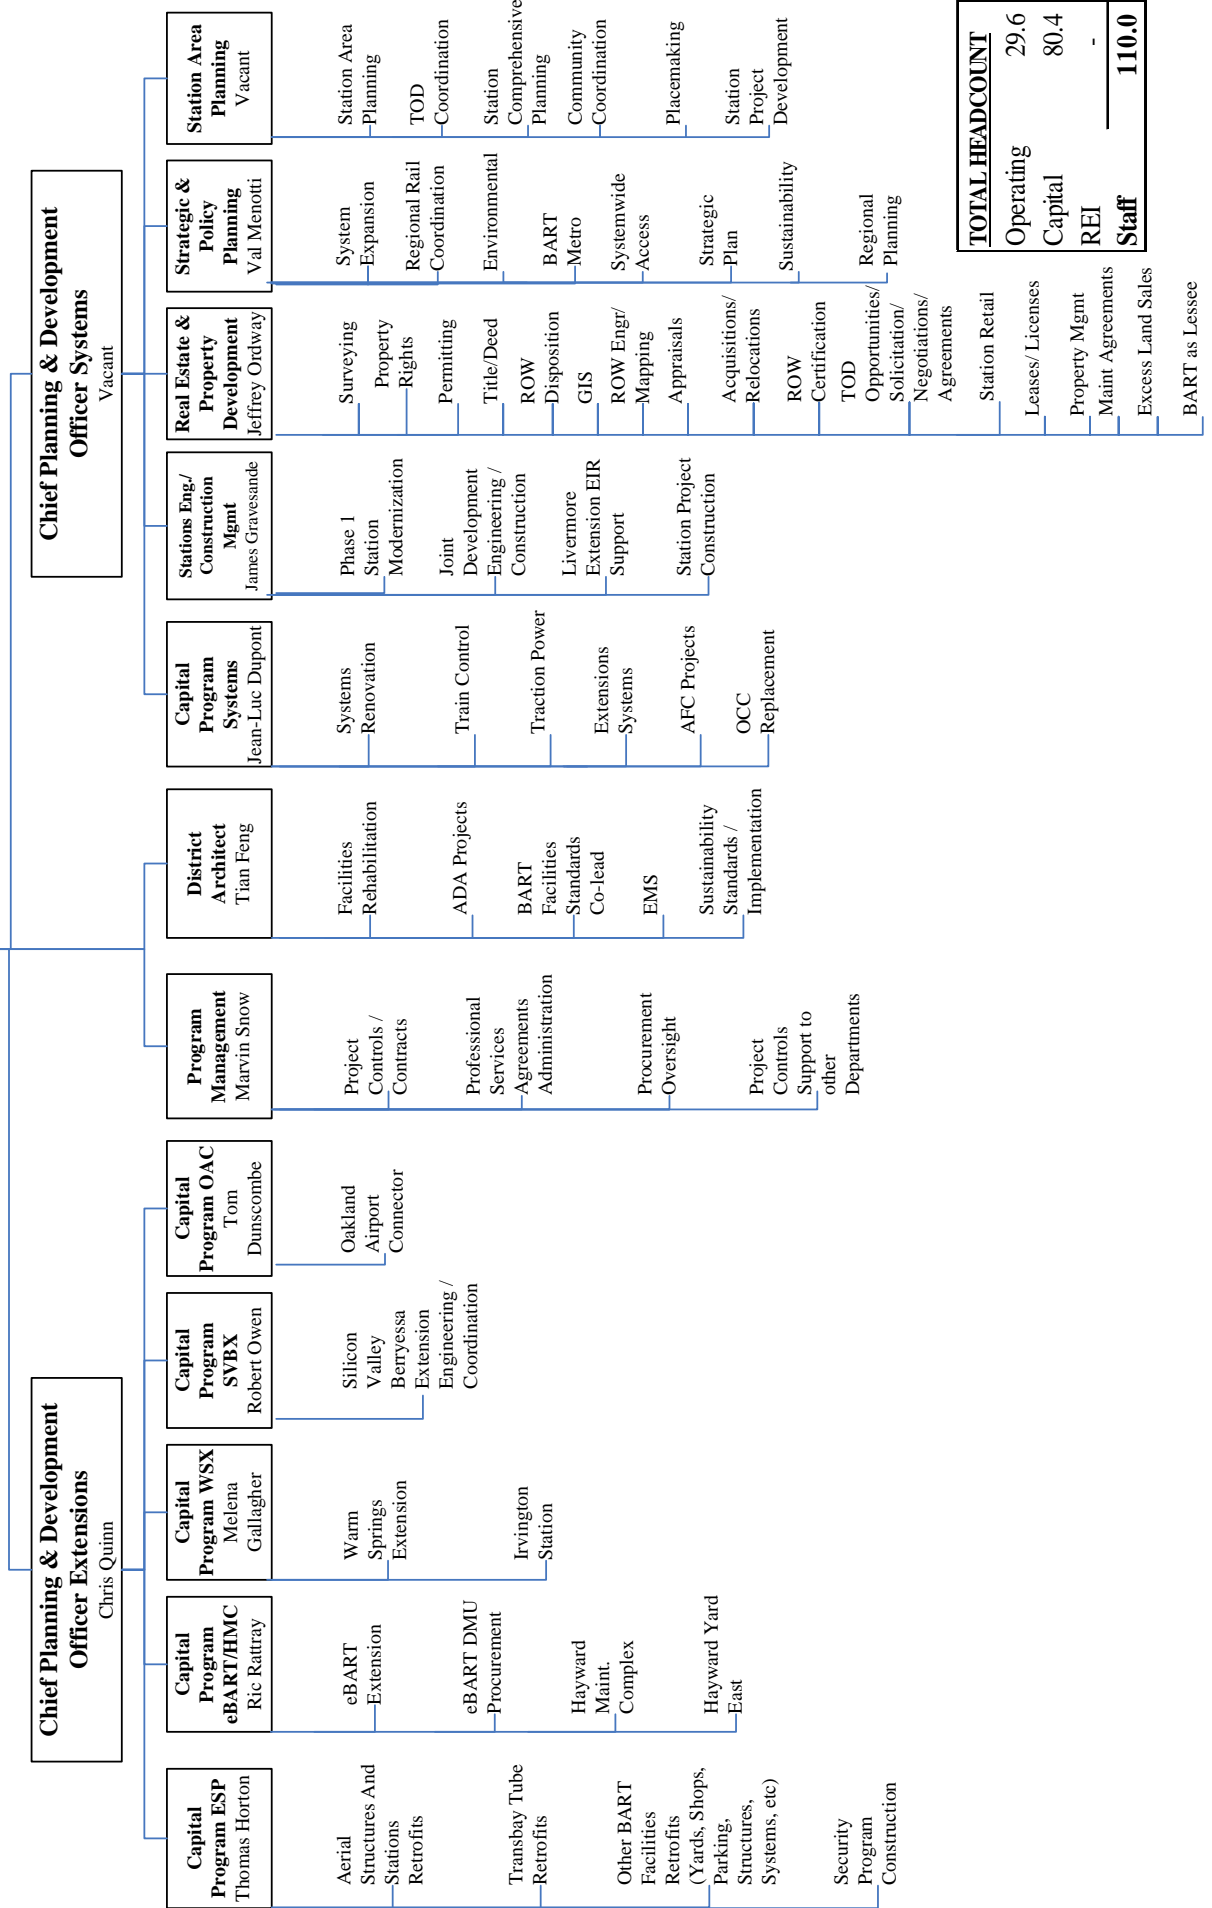 Chief Planning & Development
Officer Extensions
Chris Quinn
Chief Planning & Development
Officer Systems
Vacant
Capital
Program ESP
Thomas Horton
Aerial
Structures And
Stations
Retrofits
Transbay Tube
Retrofits
Other BART
Facilities
Retrofits
(Yards, Shops,
Parking,
Structures,
Systems, etc)
Security
Program
Construction
Capital
Program
eBART/HMC
Ric Rattray
eBART
Extension
eBART DMU
Procurement
Hayward
Maint.
Complex
Hayward Yard
East
Capital
Program WSX
Melena
Gallagher
Warm
Springs
Extension
Irvington
Station
Capital
Program
SVBX
Robert Owen
Silicon
Valley
Berryessa
Extension
Engineering /
Coordination
Capital
Program OAC
Tom
Dunscombe
Oakland
Airport
Connector
Program
Management
Marvin Snow
Project
Controls /
Contracts
Professional
Services
Agreements
Administration
Procurement
Oversight
Project
Controls
Support to
other
Departments
District
Architect
Tian Feng
Facilities
Rehabilitation
ADA Projects
BART
Facilities
Standards
Co-lead
EMS
Sustainability
Standards /
Implementation
Capital
Program
Systems
Jean-Luc Dupont
Systems
Renovation
Train Control
Traction Power
Extensions
Systems
AFC Projects
OCC
Replacement
Stations Eng./
Construction
Mgmt
James Gravesande
Phase 1
Station
Modernization
Joint
Development
Engineering /
Construction
Livermore
Extension EIR
Support
Station Project
Construction
Real Estate &
Property
Development
Jeffrey Ordway
Surveying
Property
Rights
Permitting
Title/Deed
ROW
Disposition
GIS
ROW Engr/
Mapping
Appraisals
Acquisitions/
Relocations
ROW
Certification
TOD
Opportunities/
Solicitation/
Negotiations/
Agreements
Station Retail
Leases/ Licenses
Property Mgmt
Maint Agreements
Excess Land Sales
BART as Lessee
Strategic &
Policy
Planning
Val Menotti
System
Expansion
Regional Rail
Coordination
Environmental
BART
Metro
Systemwide
Access
Strategic
Plan
Sustainability
Regional
Planning
Station Area
Planning
Vacant
Station Area
Planning
TOD
Coordination
Station
Comprehensive
Planning
Community
Coordination
Placemaking
Station
Project
Development
TOTAL HEADCOUNT
Operating 29.6
Capital 80.4
REI -
Staff 110.0